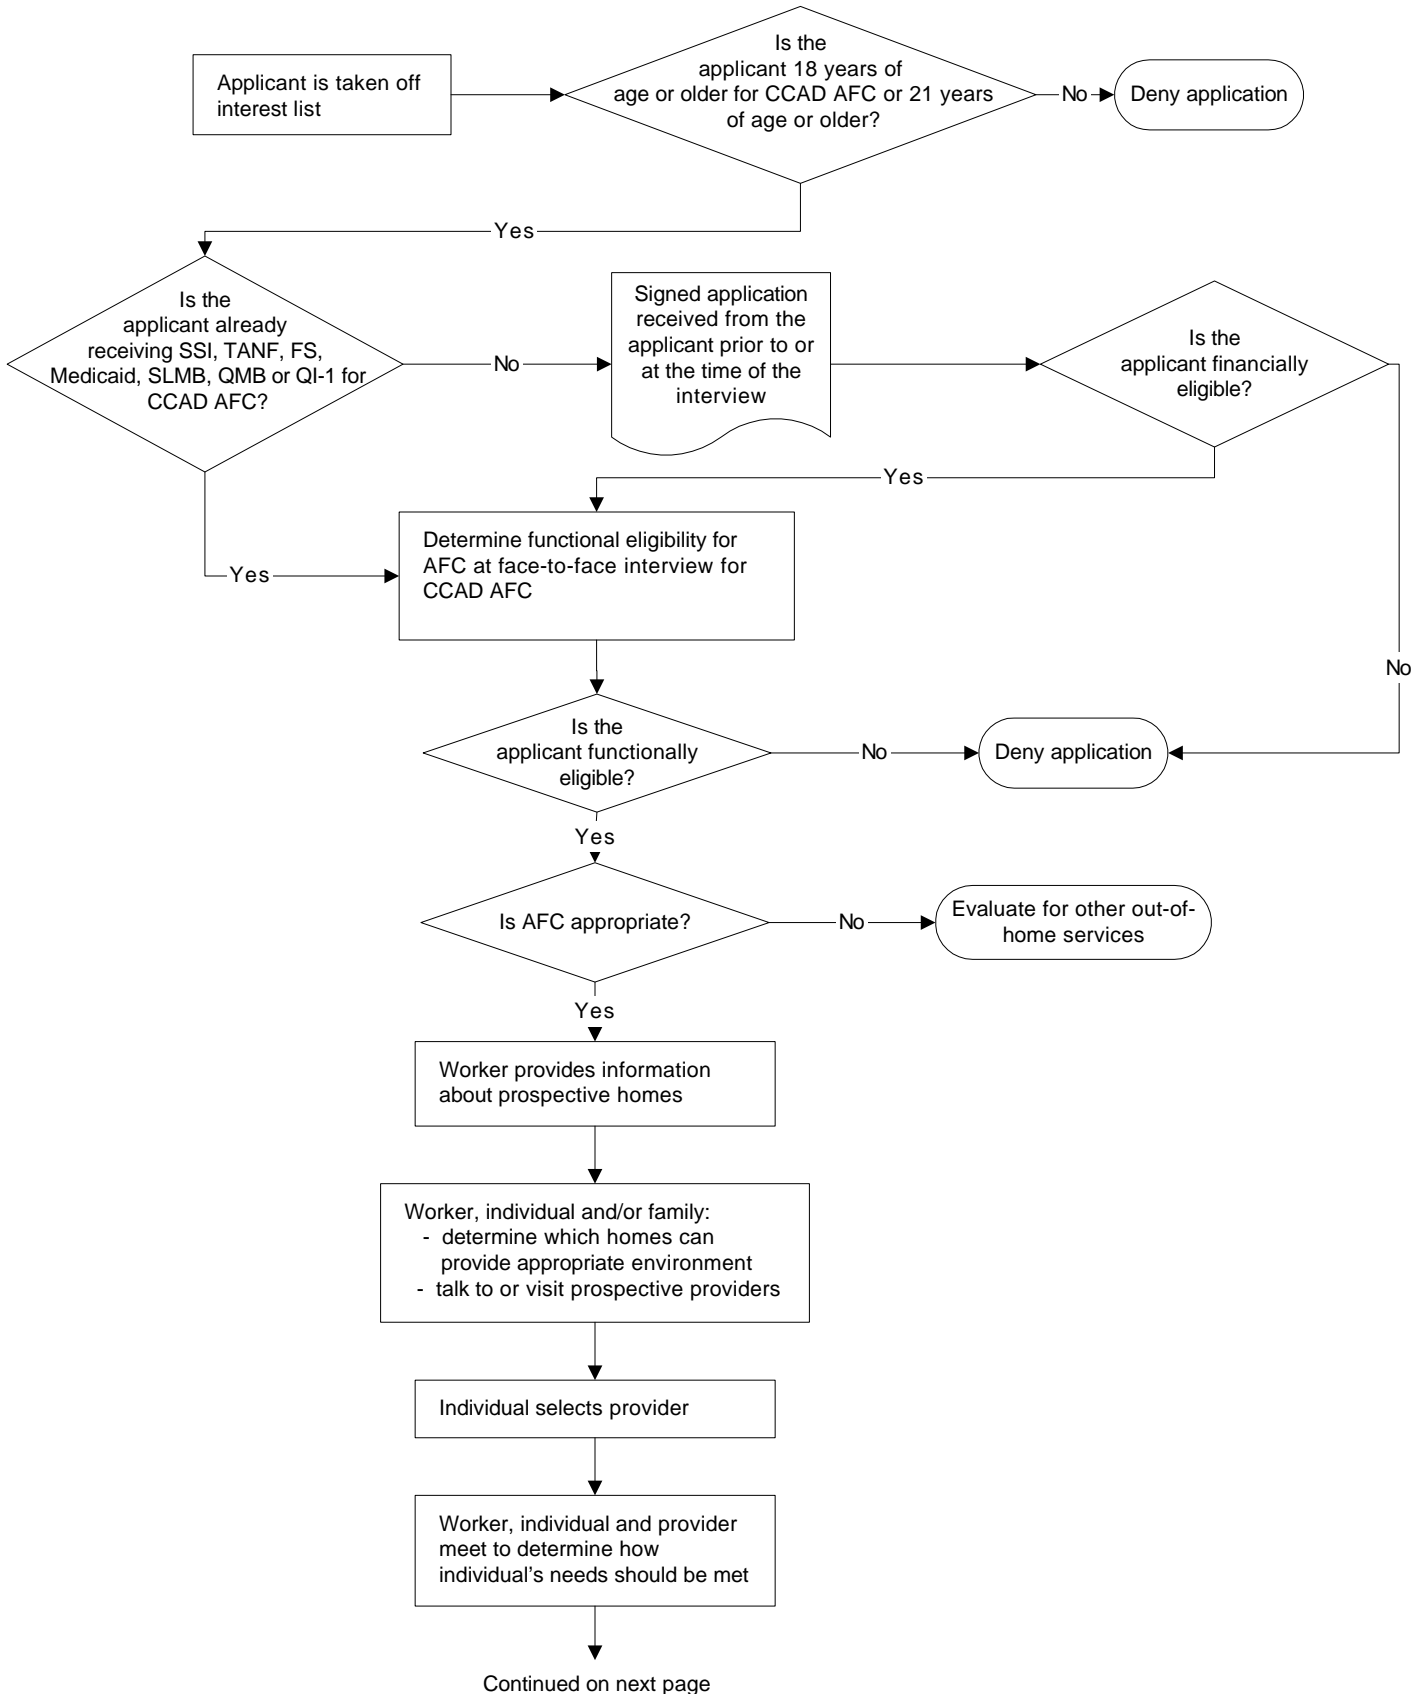 Applicant is taken off
interest list
Is the
applicant 18 years of
age or older for CCAD AFC or 21 years
of age or older?
No
Deny application
Yes
Is the
applicant already
receiving SSI, TANF, FS,
Medicaid, SLMB, QMB or QI-1 for
CCAD AFC?
No
Signed application
received from the
applicant prior to or
at the time of the
interview
Is the
applicant financially
eligible?
Yes
Yes
No
Determine functional eligibility for
AFC at face-to-face interview for
CCAD AFC
Is the
applicant functionally
eligible?
No
Deny application
Yes
Is AFC appropriate?
No
Evaluate for other out-of-
home services
Yes
Worker provides information
about prospective homes
Worker, individual and/or family:
- determine which homes can
provide appropriate environment
- talk to or visit prospective providers
Individual selects provider
Worker, individual and provider
meet to determine how
individual's needs should be met
Continued on next page